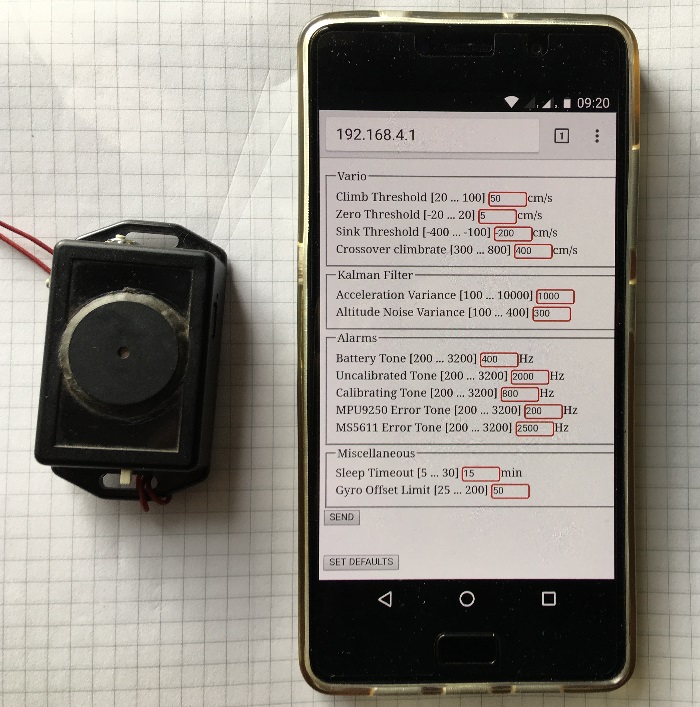 09:20
192.168.4.1
1
Vario
Climb Threshold [20 ... 100] 50 cm/s
Zero Threshold [-20 ... 20] 5 cm/s
Sink Threshold [-400 ... -100] -200 cm/s
Crossover climbrate [300 ... 800] 400 cm/s
Kalman Filter
Acceleration Variance [100 ... 10000] 1000
Altitude Noise Variance [100 ... 400] 300
Alarms
Battery Tone [200 ... 3200] 400 Hz
Uncalibrated Tone [200 ... 3200] 2000 Hz
Calibrating Tone [200 ... 3200] 800 Hz
MPU9250 Error Tone [200 ... 3200] 200 Hz
MS5611 Error Tone [200 ... 3200] 2500 Hz
Miscellaneous
Sleep Timeout [5 ... 30] 15 min
Gyro Offset Limit [25 ... 200] 50
SEND
SET DEFAULTS